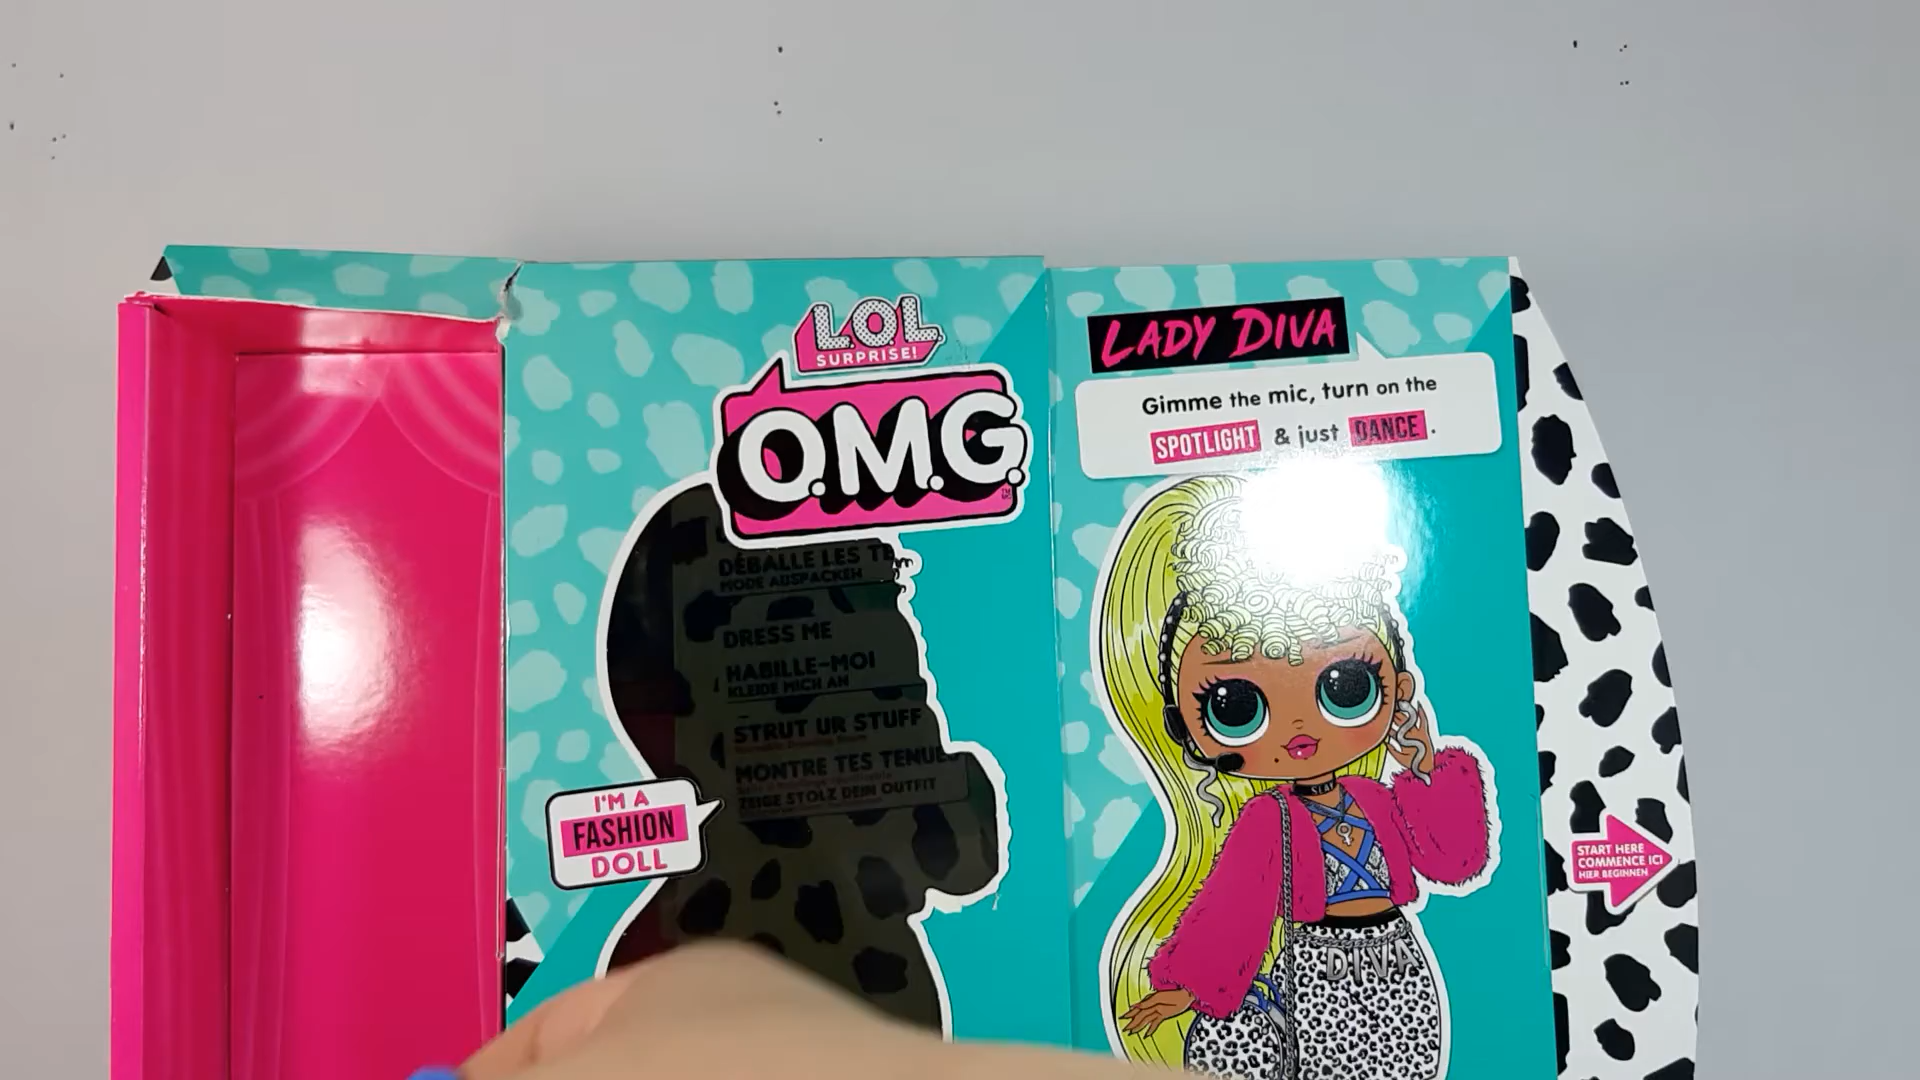 L.O.L.
SURPRISE!
O.M.G.
DÉBALLE LES TE
MODE AUSPACKEN
DRESS ME
HABILLE-MOI
KLEIDE MICH AN
STRUT UR STUFF
MONTRE TES TENUES
ZEIGE STOLZ DEIN OUTFIT
I'M A
FASHION
DOLL
LADY DIVA
Gimme the mic, turn on the
SPOTLIGHT & just DANCE.
SLAY
DIVA
START HERE
COMMENCE ICI
HIER BEGINNEN